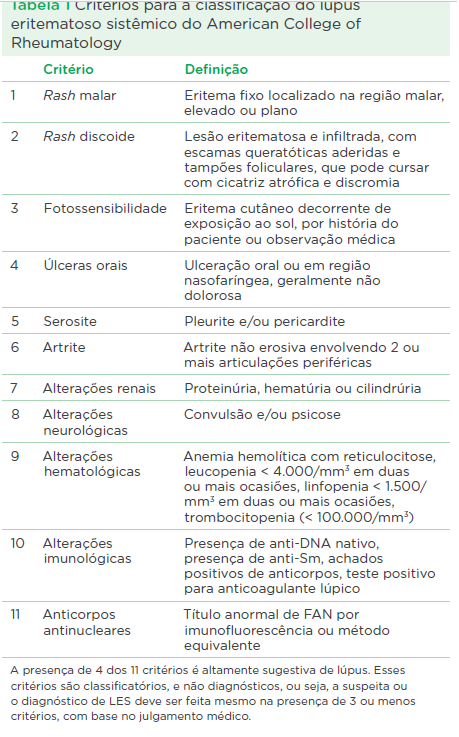 Tabela 1 Critérios para a classificação do lúpus
eritematoso sistêmico do American College of
Rheumatology
Critério Definição
1 Rash malar Eritema fixo localizado na região malar,
elevado ou plano
2 Rash discoide Lesão eritematosa e infiltrada, com
escamas queratóticas aderidas e
tampões foliculares, que pode cursar
com cicatriz atrófica e discromia
3 Fotossensibilidade Eritema cutâneo decorrente de
exposição ao sol, por história do
paciente ou observação médica
4 Úlceras orais Ulceração oral ou em região
nasofaríngea, geralmente não
dolorosa
5 Serosite Pleurite e/ou pericardite
6 Artrite Artrite não erosiva envolvendo 2 ou
mais articulações periféricas
7 Alterações renais Proteinúria, hematúria ou cilindrúria
8 Alterações Convulsão e/ou psicose
neurológicas
9 Alterações Anemia hemolítica com reticulocitose,
hematológicas leucopenia < 4.000/mm³ em duas
ou mais ocasiões, linfopenia < 1.500/
mm³ em duas ou mais ocasiões,
trombocitopenia (< 100.000/mm³)
10 Alterações Presença de anti-DNA nativo,
imunológicas presença de anti-Sm, achados
positivos de anticorpos, teste positivo
para anticoagulante lúpico
11 Anticorpos Título anormal de FAN por
antinucleares imunofluorescência ou método
equivalente
A presença de 4 dos 11 critérios é altamente sugestiva de lúpus. Esses
critérios são classificatórios, e não diagnósticos, ou seja, a suspeita ou
o diagnóstico de LES deve ser feita mesmo na presença de 3 ou menos
critérios, com base no julgamento médico.